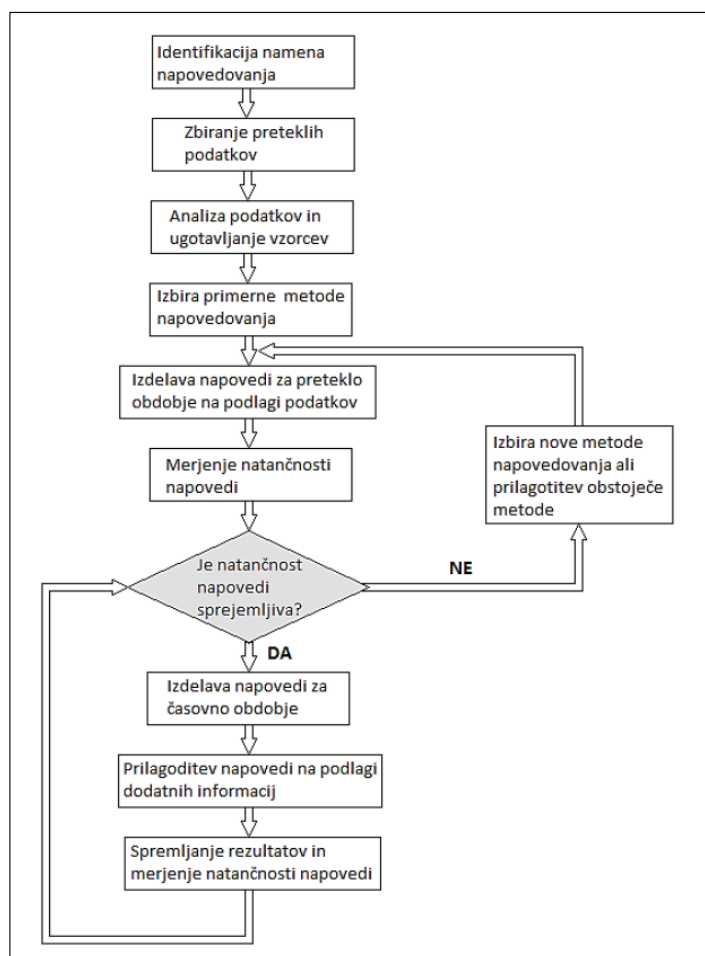 Identifikacija namena
napovedovanja
Zbiranje preteklih
podatkov
Analiza podatkov in
ugotavljanje vzorcev
Izbira primerne metode
napovedovanja
Izdelava napovedi za preteklo
obdobje na podlagi podatkov
Merjenje natančnosti
napovedi
Je natančnost
napovedi
sprejemljiva?
NE
Izbira nove metode
napovedovanja ali
prilagotitev obstoječe
metode
DA
Izdelava napovedi za
časovno obdobje
Prilagoditev napovedi na podlagi
dodatnih informacij
Spremljanje rezultatov in
merjenje natančnosti napovedi